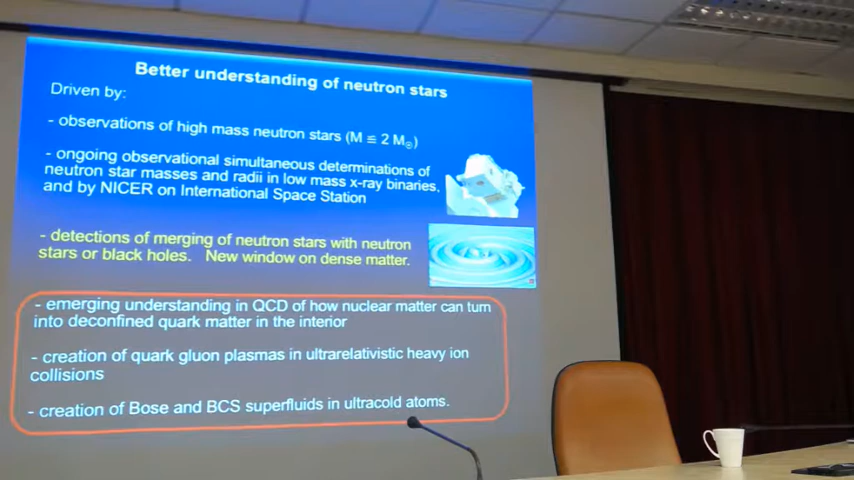 Better understanding of neutron stars
Driven by:
- observations of high mass neutron stars (M ≦ 2 M☉)
- ongoing observational simultaneous determinations of
neutron star masses and radii in low mass x-ray binaries,
and by NICER on International Space Station
- detections of merging of neutron stars with neutron
stars or black holes. New window on dense matter.
- emerging understanding in QCD of how nuclear matter can turn
into deconfined quark matter in the interior
- creation of quark gluon plasmas in ultrarelativistic heavy ion
collisions
- creation of Bose and BCS superfluids in ultracold atoms.